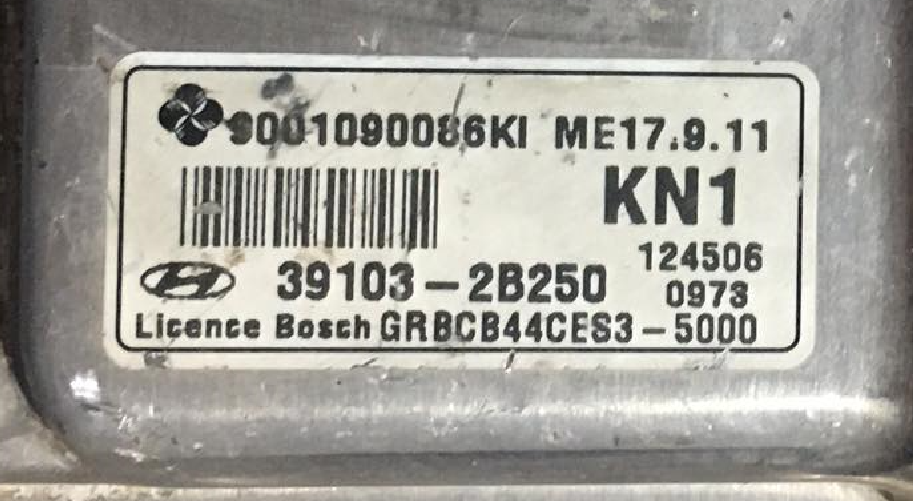 9001090086KI ME17.9.11
KN1
124506
39103-2B250
0973
Licence Bosch GRBCB44CES3-5000